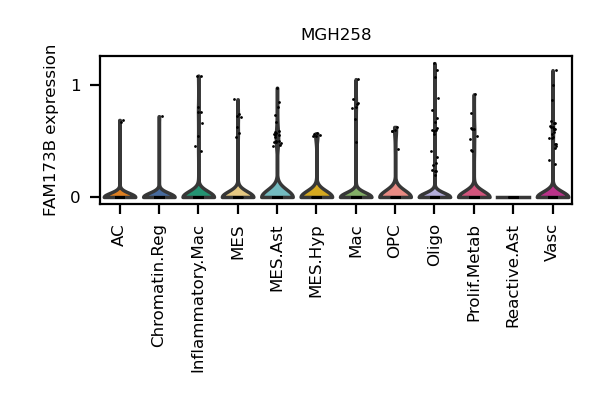 MGH258
FAM173B expression
1
0
AC
Chromatin.Reg
Inflammatory.Mac
MES
MES.Ast
MES.Hyp
Mac
OPC
Oligo
Prolif.Metab
Reactive.Ast
Vasc